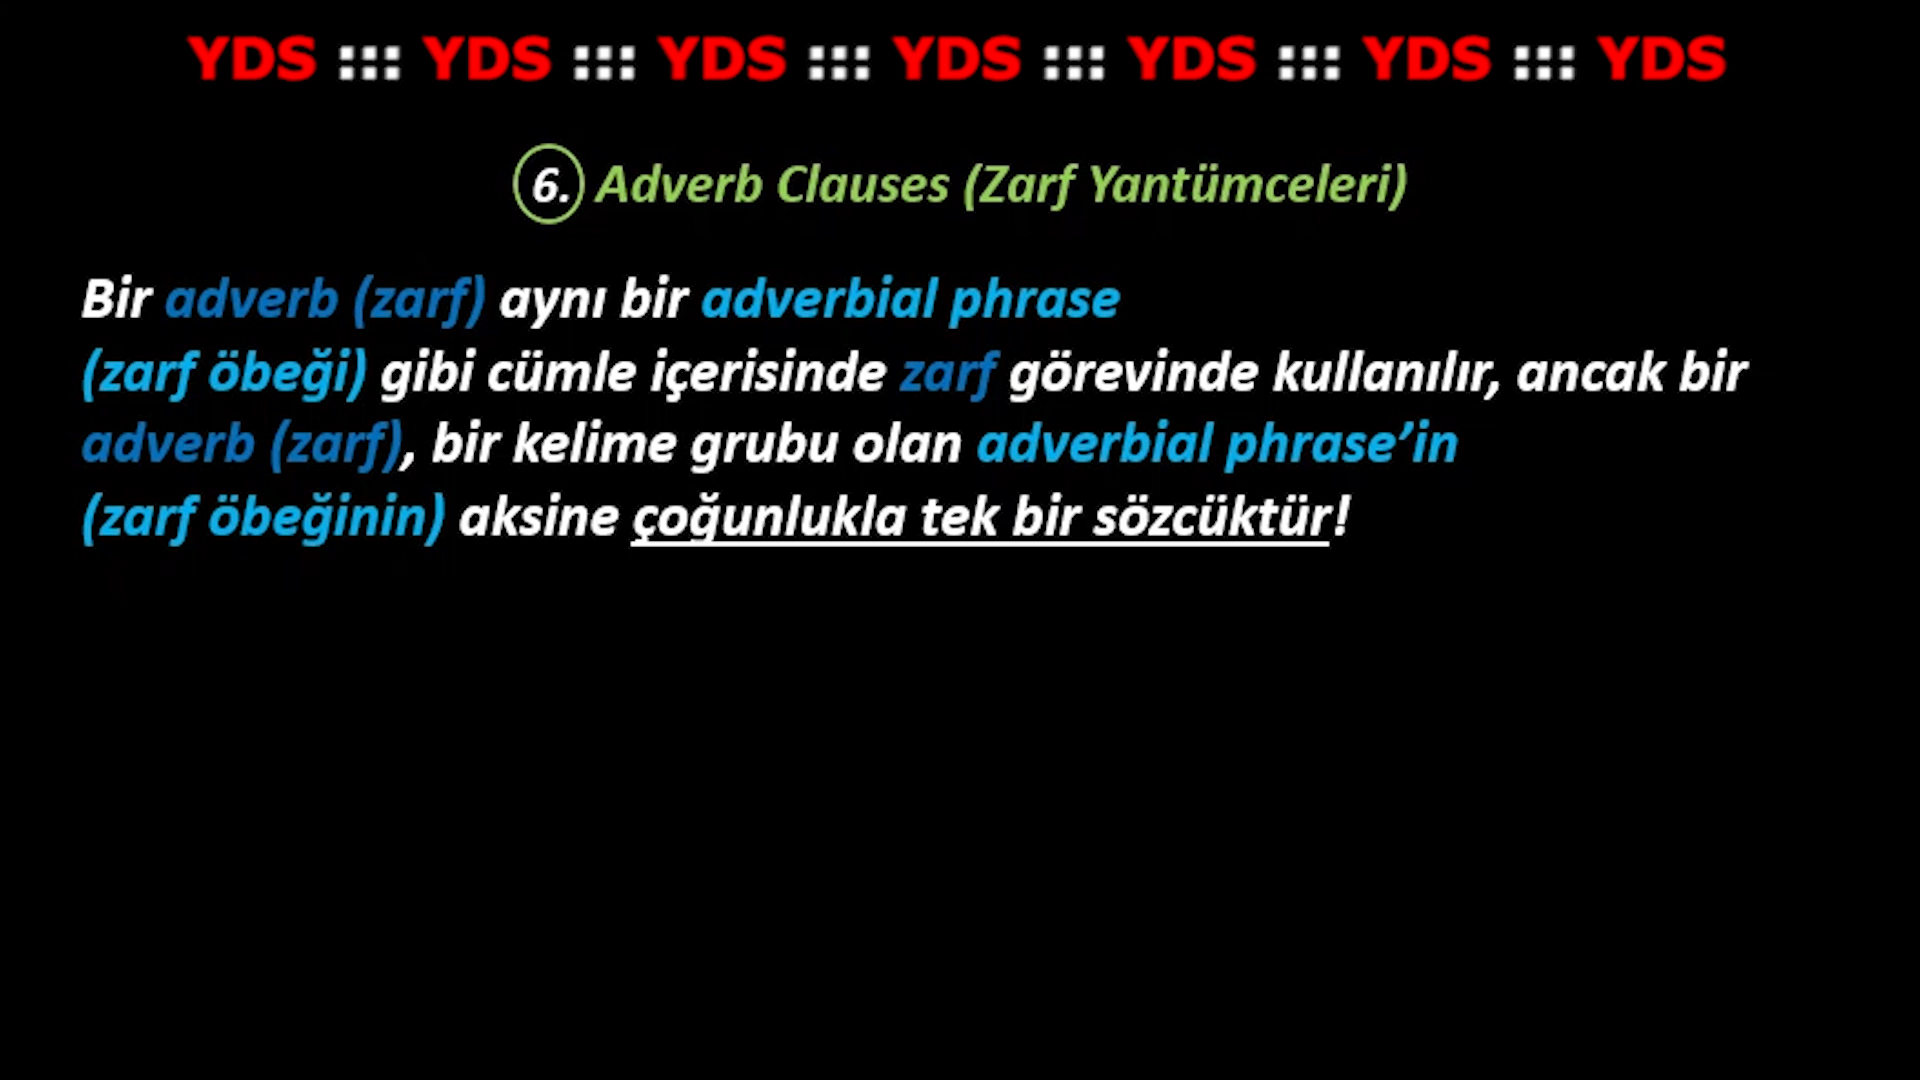 YDS ::: YDS ::: YDS ::: YDS ::: YDS ::: YDS ::: YDS
6. Adverb Clauses (Zarf Yantümceleri)
Bir adverb (zarf) aynı bir adverbial phrase
(zarf öbeği) gibi cümle içerisinde zarf görevinde kullanılır, ancak bir
adverb (zarf), bir kelime grubu olan adverbial phrase’in
(zarf öbeğinin) aksine çoğunlukla tek bir sözcüktür!